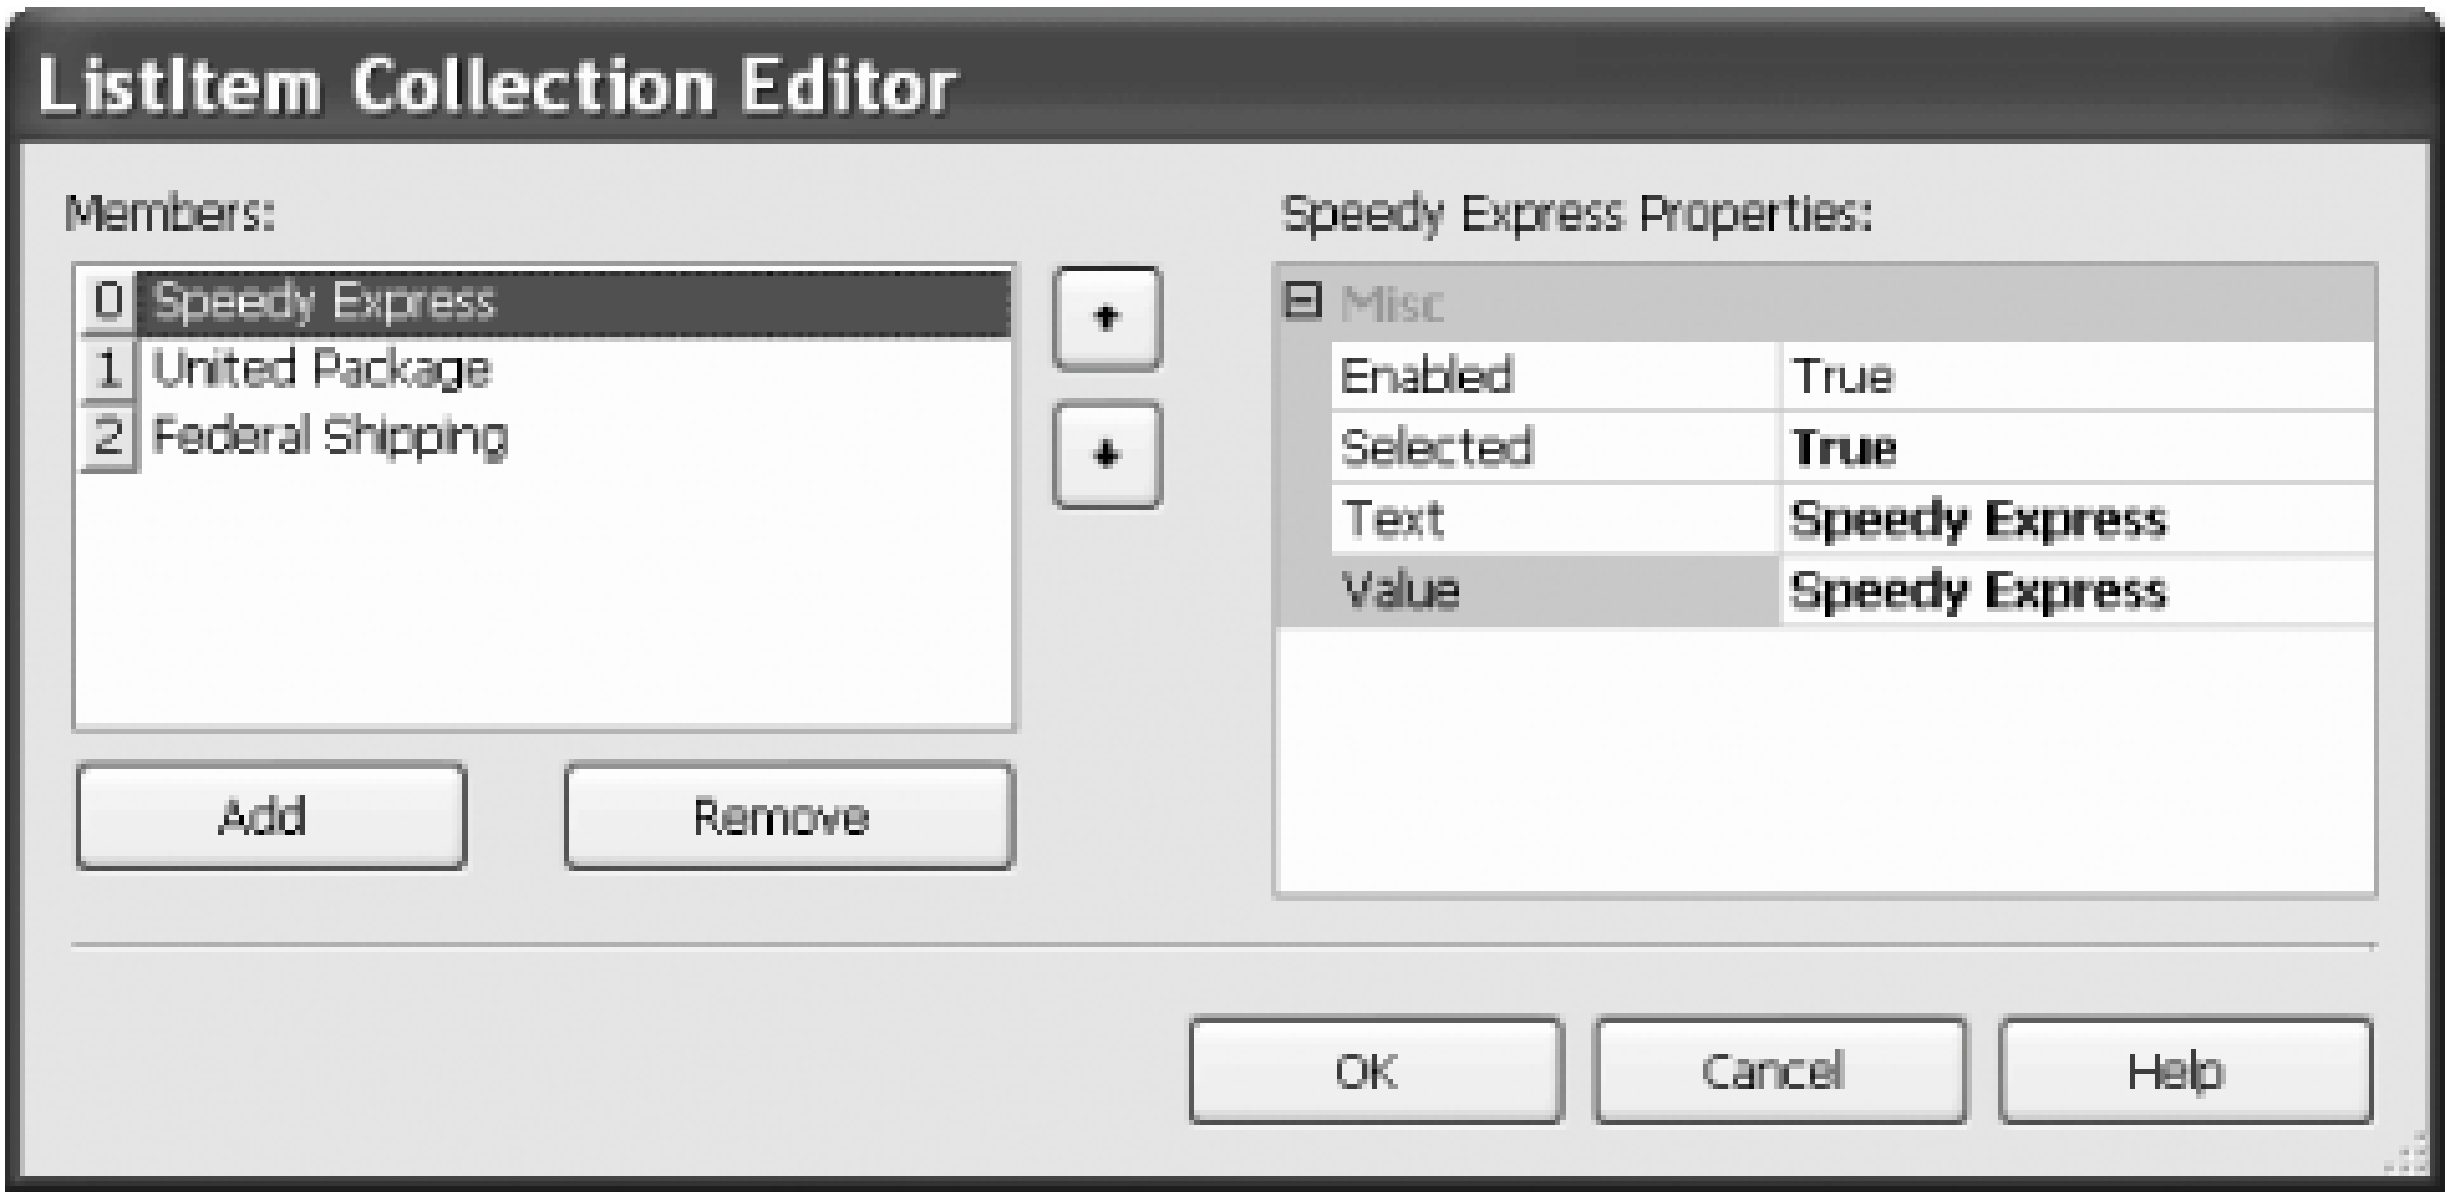 ListItem Collection Editor
Members:
0 Speedy Express
1 United Package
2 Federal Shipping
Add Remove
Speedy Express Properties:
Misc
Enabled True
Selected True
Text Speedy Express
Value Speedy Express
OK Cancel Help